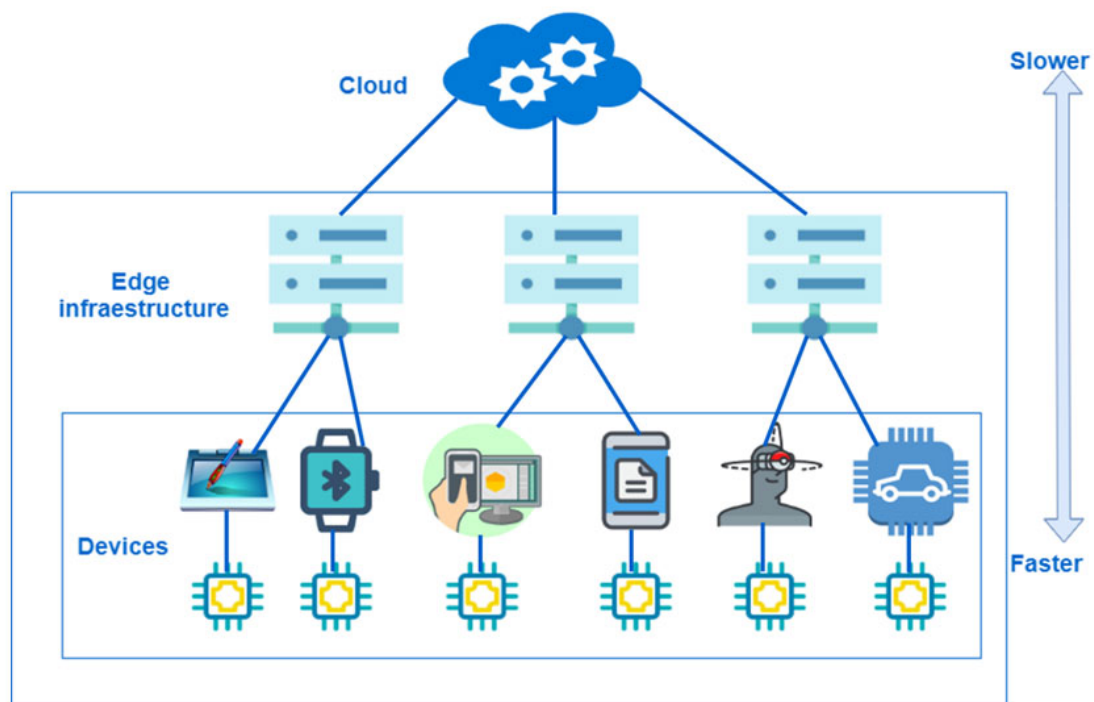 Cloud
Slower
Edge
infraestructure
Devices
Faster